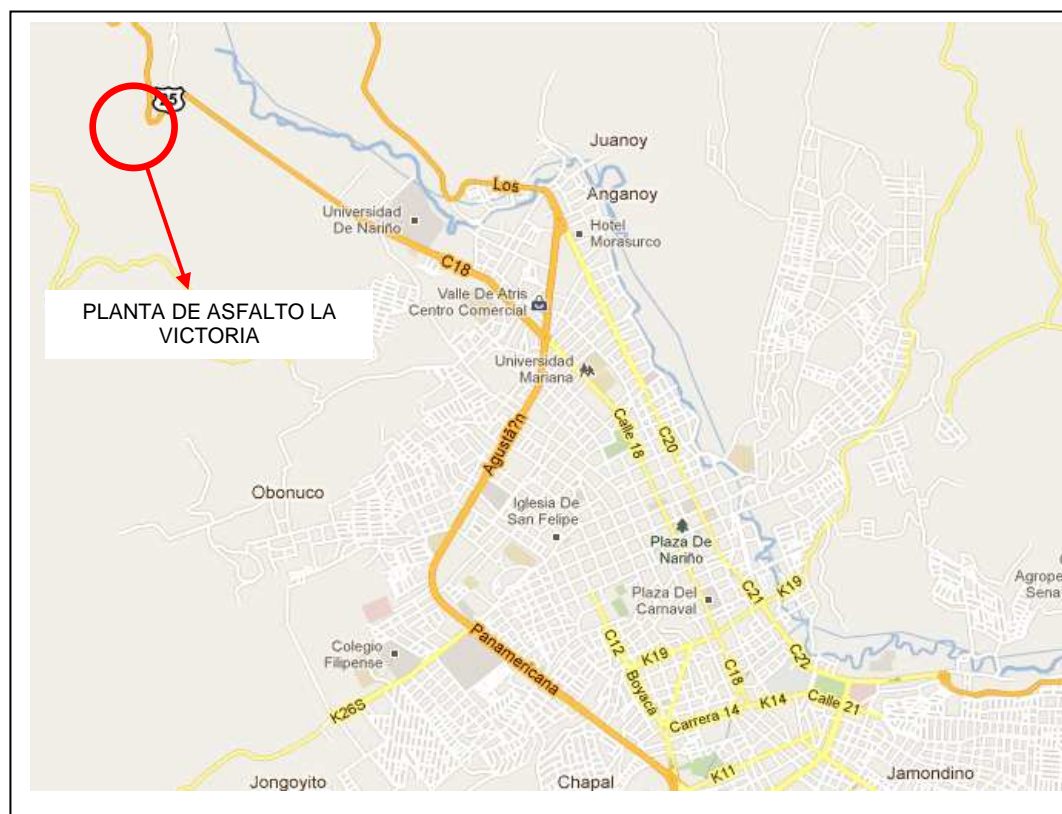 25
Juanoy
Los
Anganoy
Universidad
De Nariño
Hotel
Morasurco
C18
Valle De Atris
Centro Comercial
PLANTA DE ASFALTO LA
VICTORIA
Universidad
Mariana
Calle 18
C20
Agustã?n
Obonuco
Iglesia De
San Felipe
Plaza De
Nariño
Agrope
Sena
K19
C21
Plaza Del
Carnaval
Panamericana
C12
K19
C22
Colegio
Filipense
Boyacá
C18
K14
Calle 21
K26S
Carrera 14
K11
Jongoyito
Chapal
Jamondino